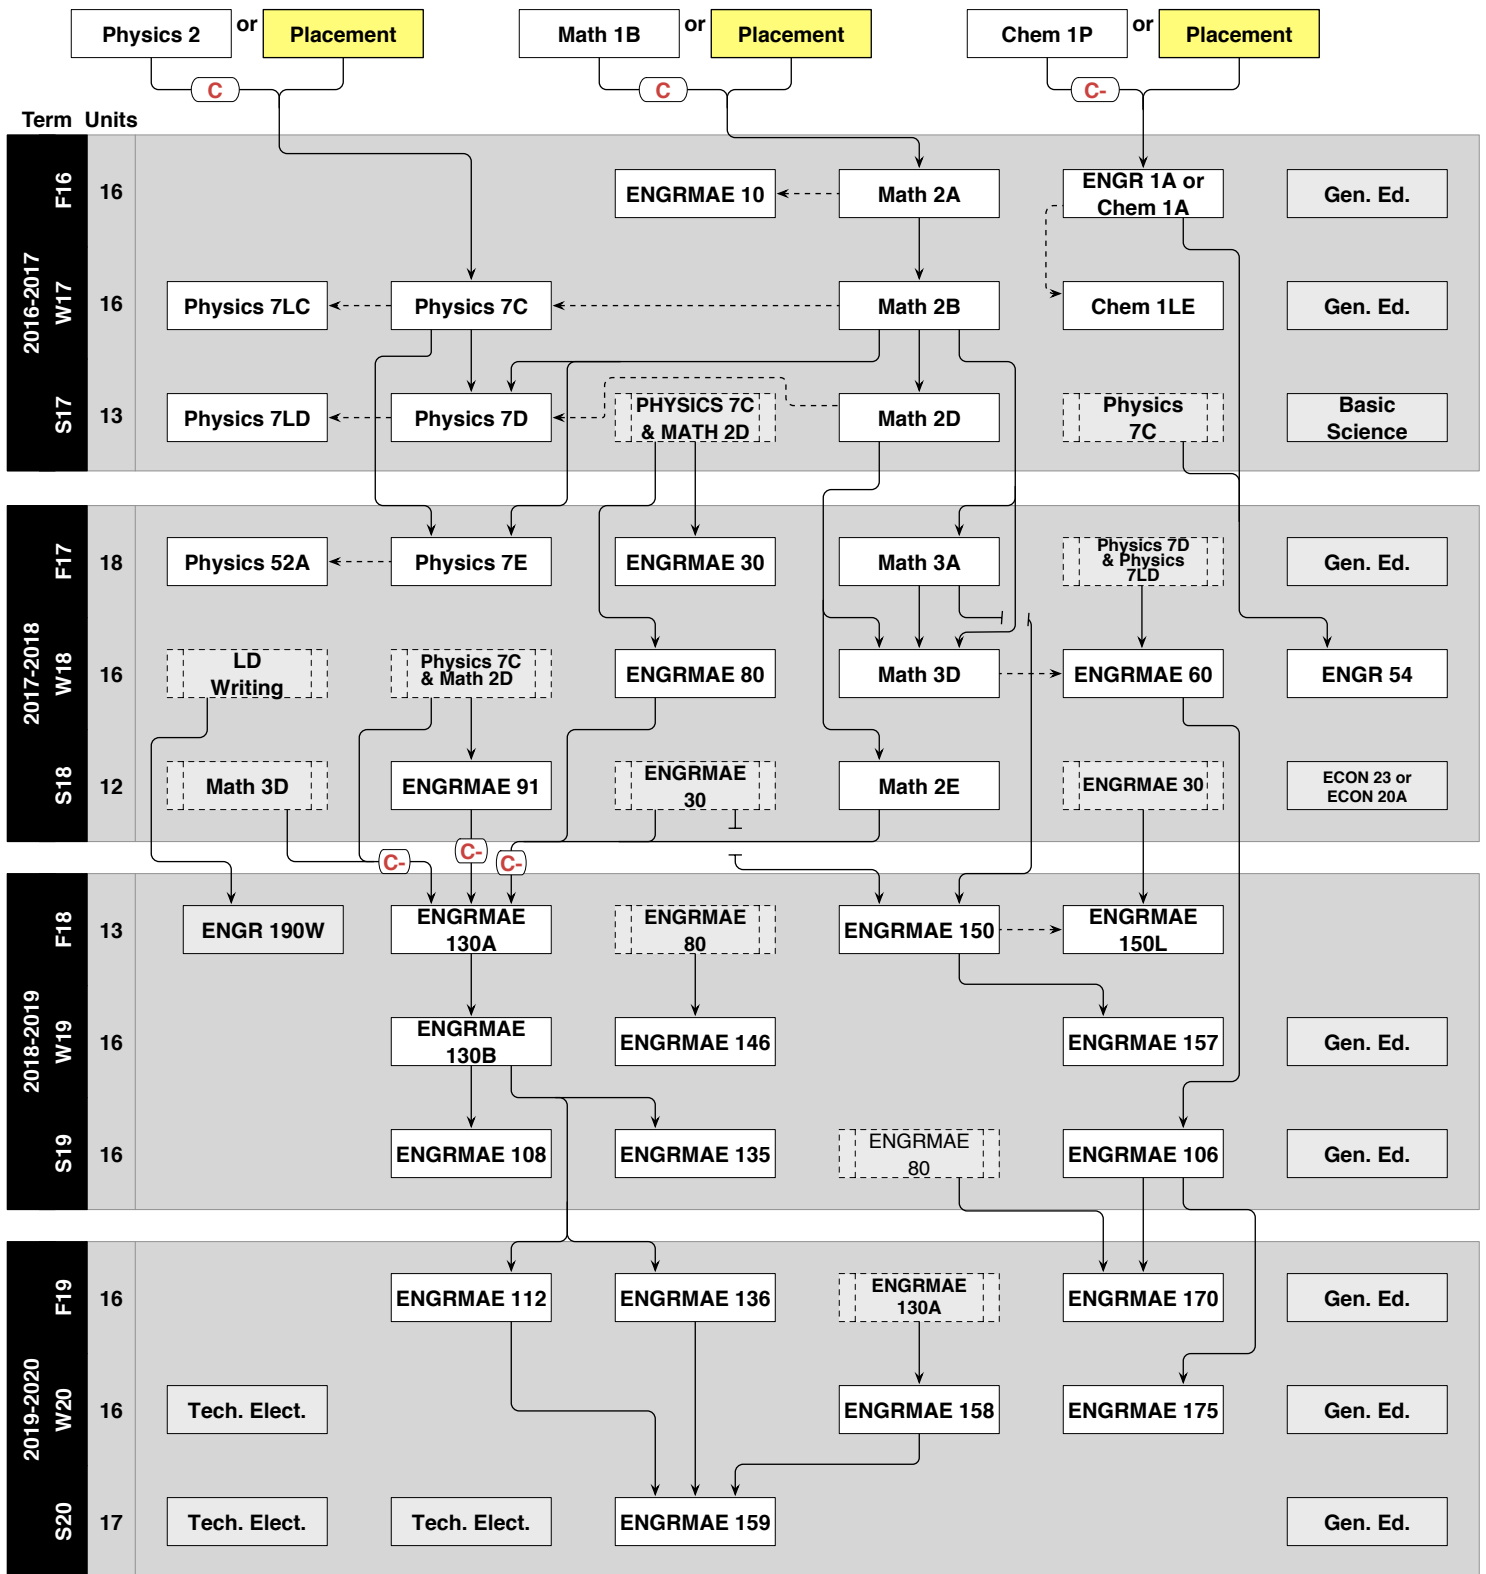 Physics 2 or Placement
Math 1B or Placement
Chem 1P or Placement
C
C
C-
Term Units
2016-2017
F16
16
ENGRMAE 10
Math 2A
ENGR 1A or
Chem 1A
Gen. Ed.
W17
16
Physics 7LC
Physics 7C
Math 2B
Chem 1LE
Gen. Ed.
S17
13
Physics 7LD
Physics 7D
PHYSICS 7C
& MATH 2D
Math 2D
Physics
7C
Basic
Science
2017-2018
F17
18
Physics 52A
Physics 7E
ENGRMAE 30
Math 3A
Physics 7D
& Physics
7LD
Gen. Ed.
W18
16
LD
Writing
Physics 7C
& Math 2D
ENGRMAE 80
Math 3D
ENGRMAE 60
ENGR 54
S18
12
Math 3D
ENGRMAE 91
ENGRMAE
30
Math 2E
ENGRMAE 30
ECON 23 or
ECON 20A
C-
C-
C-
2018-2019
F18
13
ENGR 190W
ENGRMAE
130A
ENGRMAE
80
ENGRMAE 150
ENGRMAE
150L
W19
16
ENGRMAE
130B
ENGRMAE 146
ENGRMAE 157
Gen. Ed.
S19
16
ENGRMAE 108
ENGRMAE 135
ENGRMAE
80
ENGRMAE 106
Gen. Ed.
2019-2020
F19
16
ENGRMAE 112
ENGRMAE 136
ENGRMAE
130A
ENGRMAE 170
Gen. Ed.
W20
16
Tech. Elect.
ENGRMAE 158
ENGRMAE 175
Gen. Ed.
S20
17
Tech. Elect.
Tech. Elect.
ENGRMAE 159
Gen. Ed.